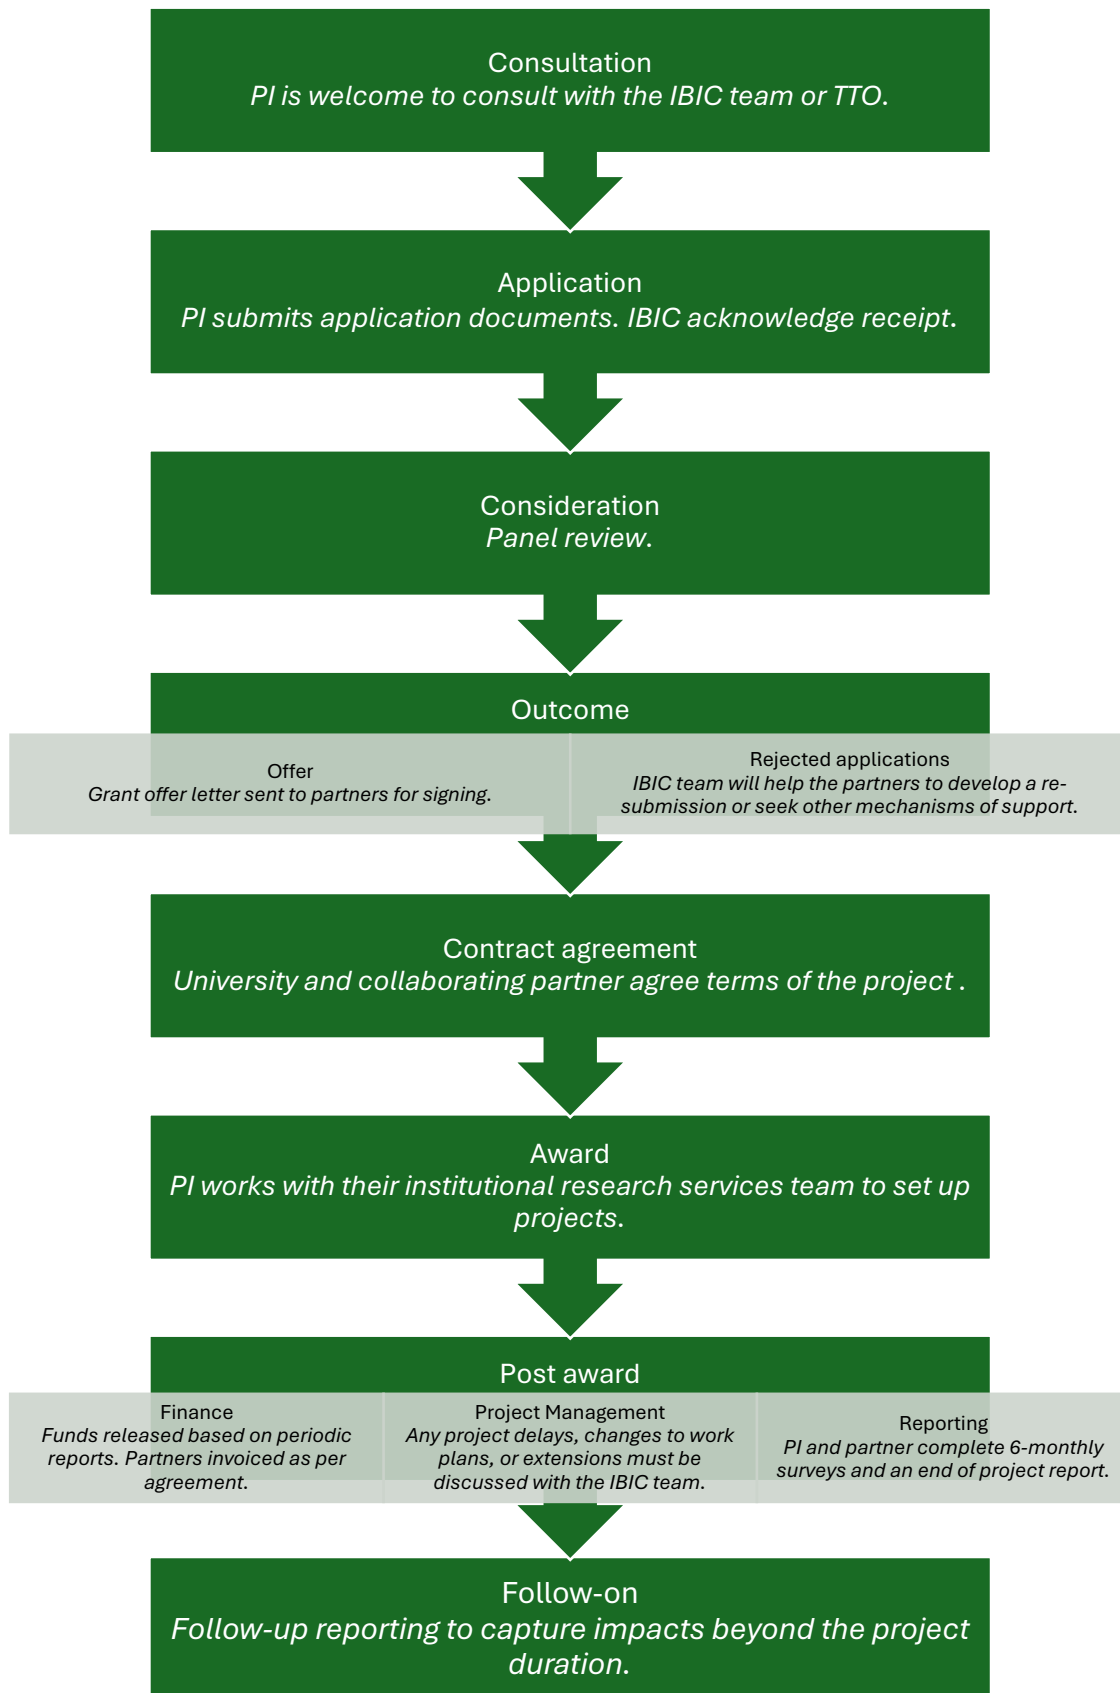 Consultation
PI is welcome to consult with the IBIC team or TTO.
Application
PI submits application documents. IBIC acknowledge receipt.
Consideration
Panel review.
Outcome
Offer
Grant offer letter sent to partners for signing.
Rejected applications
IBIC team will help the partners to develop a re-
submission or seek other mechanisms of support.
Contract agreement
University and collaborating partner agree terms of the project .
Award
PI works with their institutional research services team to set up
projects.
Post award
Finance
Funds released based on periodic
reports. Partners invoiced as per
agreement.
Project Management
Any project delays, changes to work
plans, or extensions must be
discussed with the IBIC team.
Reporting
PI and partner complete 6-monthly
surveys and an end of project report.
Follow-on
Follow-up reporting to capture impacts beyond the project
duration.